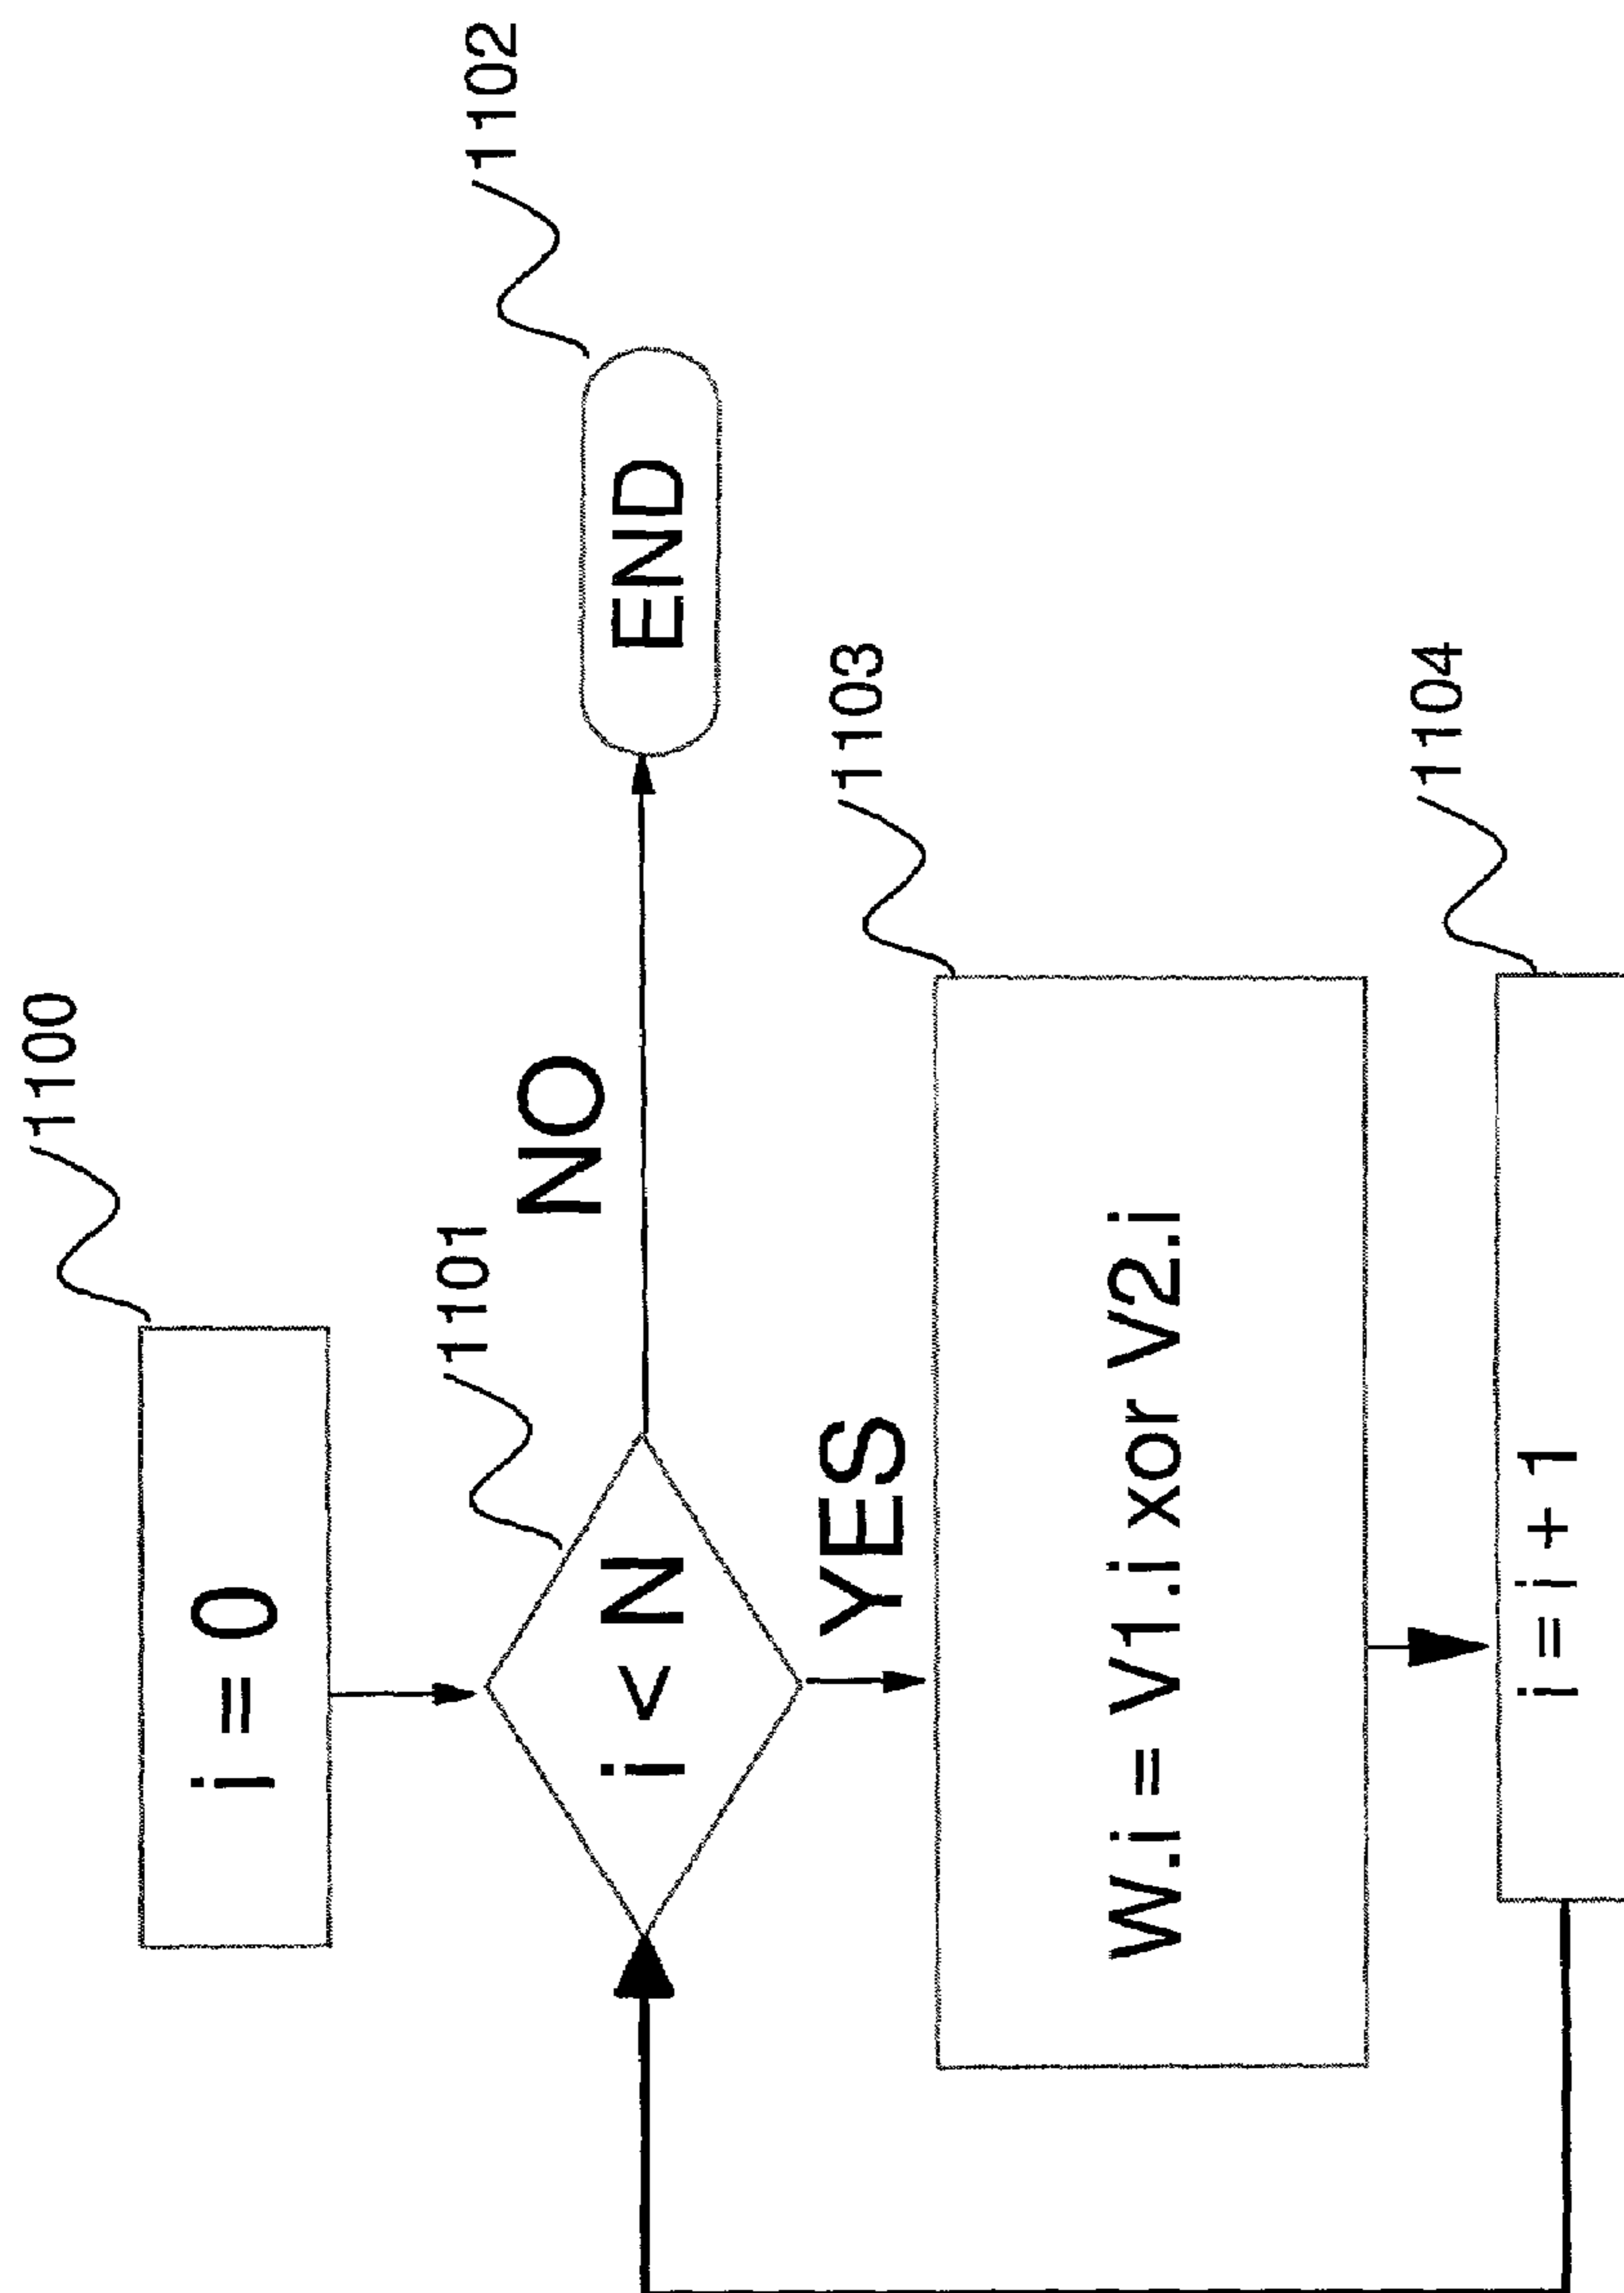 1100
i = 0
1101
i < N
NO
END
1102
YES
1103
W.i = V1.i xor V2.i
1104
i = i + 1